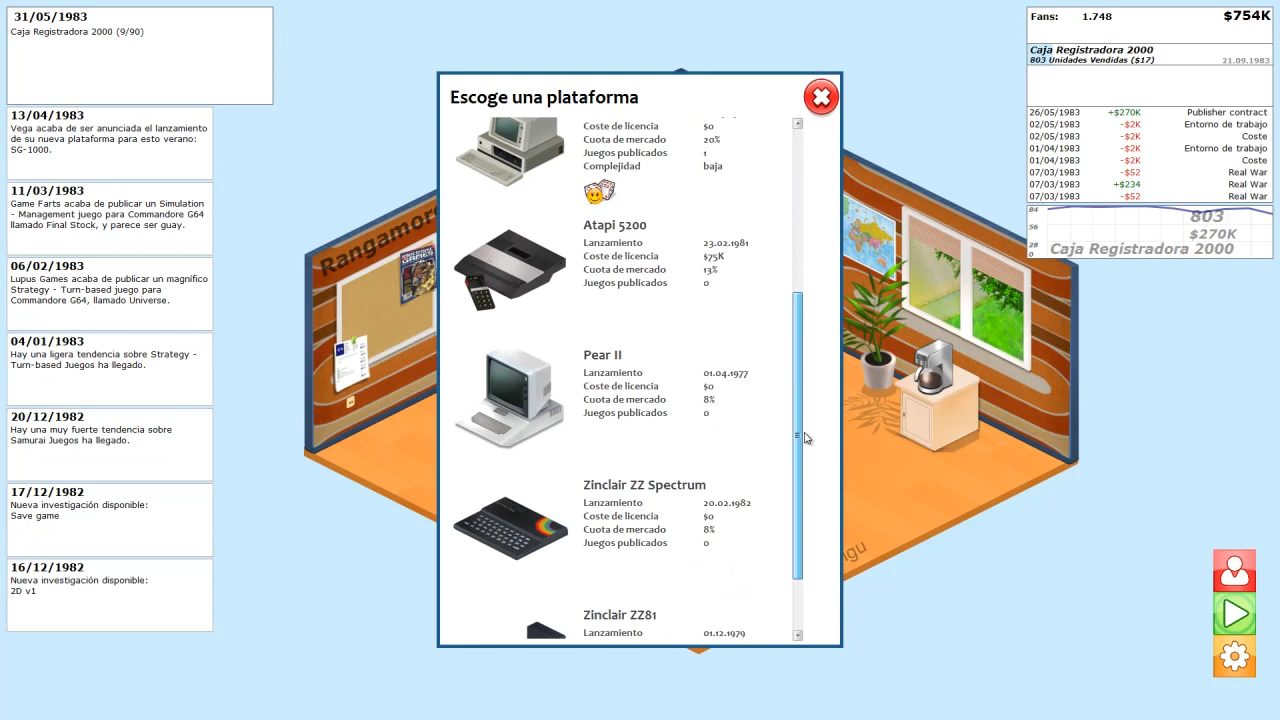 31/05/1983
Caja Registradora 2000 (9/90)
13/04/1983
Vega acaba de ser anunciada el lanzamiento
de su nueva plataforma para esto verano:
SG-1000.
11/03/1983
Game Farts acaba de publicar un Simulation
- Management juego para Commandore G64
llamado Final Stock, y parece ser guay.
06/02/1983
Lupus Games acaba de publicar un magnífico
Strategy - Turn-based juego para
Commandore G64, llamado Universe.
04/01/1983
Hay una ligera tendencia sobre Strategy -
Turn-based Juegos ha llegado.
20/12/1982
Hay una muy fuerte tendencia sobre
Samurai Juegos ha llegado.
17/12/1982
Nueva investigación disponible:
Save game
16/12/1982
Nueva investigación disponible:
2D v1
Rangamor
Escoge una plataforma
Coste de licencia $0
Cuota de mercado 20%
Juegos publicados 1
Complejidad baja
Atapi 5200
Lanzamiento 23.02.1981
Coste de licencia $75K
Cuota de mercado 13%
Juegos publicados 0
Pear II
Lanzamiento 01.04.1977
Coste de licencia $0
Cuota de mercado 8%
Juegos publicados 0
Zinclair ZZ Spectrum
Lanzamiento 20.02.1982
Coste de licencia $0
Cuota de mercado 8%
Juegos publicados 0
Zinclair ZZ81
Lanzamiento 01.12.1979
Fans: 1.748 $754K
Caja Registradora 2000
803 Unidades Vendidas ($17) 21.09.1983
26/05/1983 +$270K Publisher contract
02/05/1983 -$2K Entorno de trabajo
02/05/1983 -$2K Coste
01/04/1983 -$2K Entorno de trabajo
01/04/1983 -$2K Coste
07/03/1983 -$52 Real War
07/03/1983 +$234 Real War
07/03/1983 -$52 Real War
84
56
28
0
803
$270K
Caja Registradora 2000
ngu